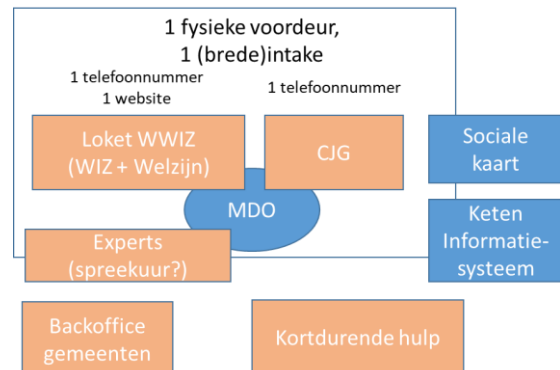 1 fysieke voordeur,
1 (brede)intake
1 telefoonnummer
1 website
1 telefoonnummer
Loket WWIZ
(WIZ + Welzijn)
CJG
Sociale
kaart
MDO
Keten
Informatie-
systeem
Experts
(spreekuur?)
Backoffice
gemeenten
Kortdurende hulp